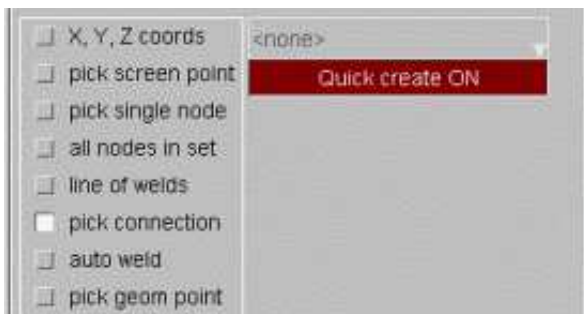 X, Y, Z coords
<none>
pick screen point
Quick create ON
pick single node
all nodes in set
line of welds
pick connection
auto weld
pick geom point